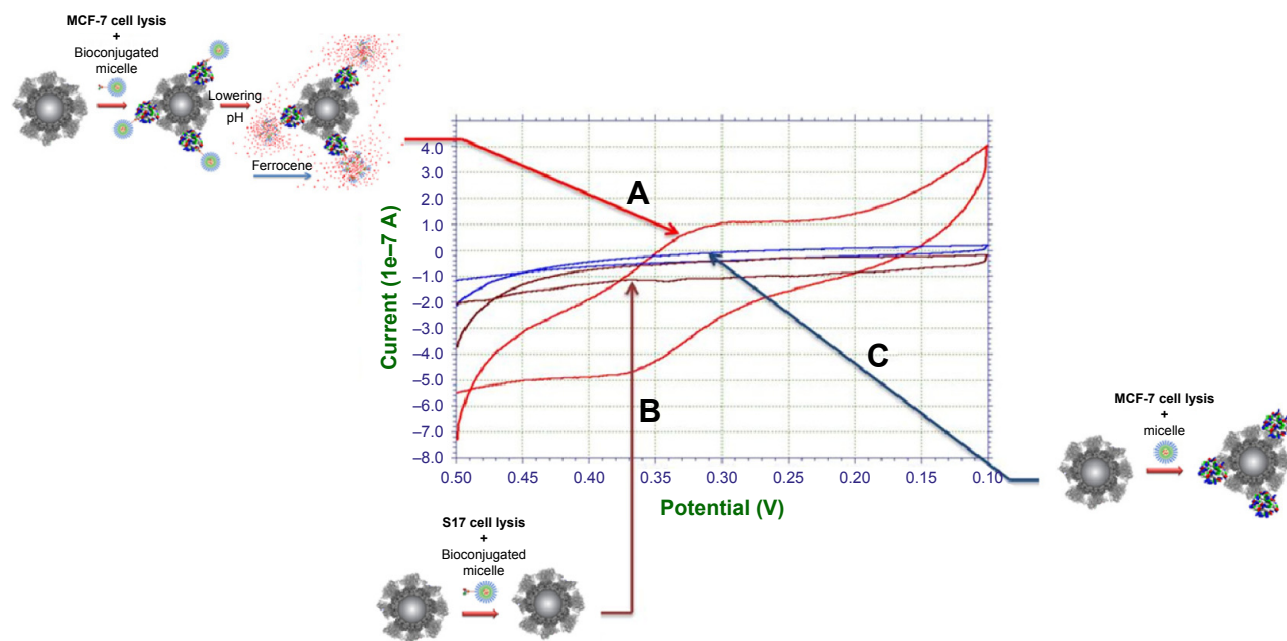 MCF-7 cell lysis
+
Bioconjugated
micelle
Lowering
pH
Ferrocene
A
B
C
Current (1e–7 A)
4.0
3.0
2.0
1.0
0
–1.0
–2.0
–3.0
–4.0
–5.0
–6.0
–7.0
–8.0
0.50 0.45 0.40 0.35 0.30 0.25 0.20 0.15 0.10
Potential (V)
MCF-7 cell lysis
+
micelle
S17 cell lysis
+
Bioconjugated
micelle